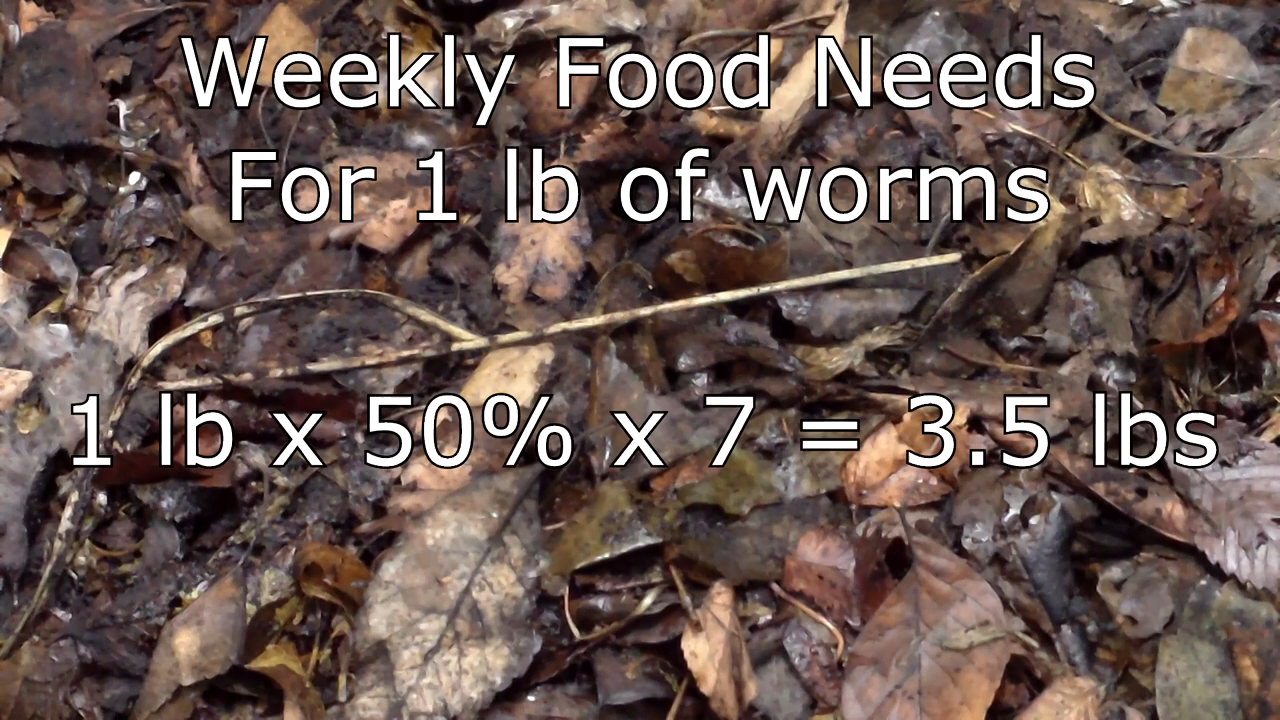 Weekly Food Needs
For 1 lb of worms
1 lb x 50% x 7 = 3.5 lbs